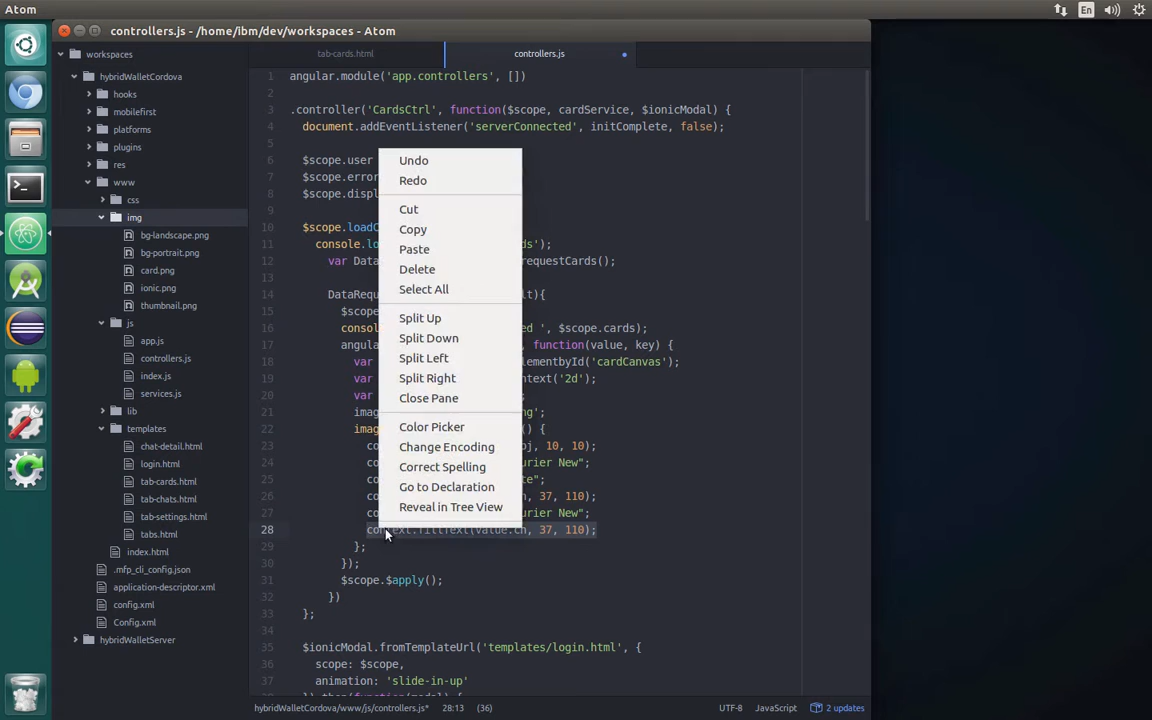 Atom
En
controllers.js - /home/ibm/dev/workspaces - Atom
workspaces
hybridWalletCordova
hooks
mobilefirst
platforms
plugins
res
www
css
img
bg-landscape.png
bg-portrait.png
card.png
ionic.png
thumbnail.png
js
app.js
controllers.js
index.js
services.js
lib
templates
chat-detail.html
login.html
tab-cards.html
tab-chats.html
tab-settings.html
tabs.html
index.html
.mfp_cli_config.json
application-descriptor.xml
config.xml
Config.xml
hybridWalletServer
tab-cards.html
controllers.js
1 angular.module('app.controllers', [])
2
3 .controller('CardsCtrl', function($scope, cardService, $ionicModal) {
4 document.addEventListener('serverConnected', initComplete, false);
5
6 $scope.user
7 $scope.error
8 $scope.displ
9
10 $scope.loadC
11 console.lo ds');
12 var Data requestCards();
13
14 DataReq lt){
15 $scope
16 consol ed ', $scope.cards);
17 angula , function(value, key) {
18 var lementbyId('cardCanvas');
19 var ontext('2d');
20 var ;
21 imag ng';
22 imag () {
23 co oj, 10, 10);
24 co urier New";
25 co te";
26 co n, 37, 110);
27 co urier New";
28 context.fillText(value.cn, 37, 110);
29 };
30 });
31 $scope.$apply();
32 })
33 };
34
35 $ionicModal.fromTemplateUrl('templates/login.html', {
36 scope: $scope,
37 animation: 'slide-in-up'
38 }).then(function(modal) {
Undo
Redo
Cut
Copy
Paste
Delete
Select All
Split Up
Split Down
Split Left
Split Right
Close Pane
Color Picker
Change Encoding
Correct Spelling
Go to Declaration
Reveal in Tree View
hybridWalletCordova/www/js/controllers.js* 28:13 (36)
UTF-8 JavaScript 2 updates